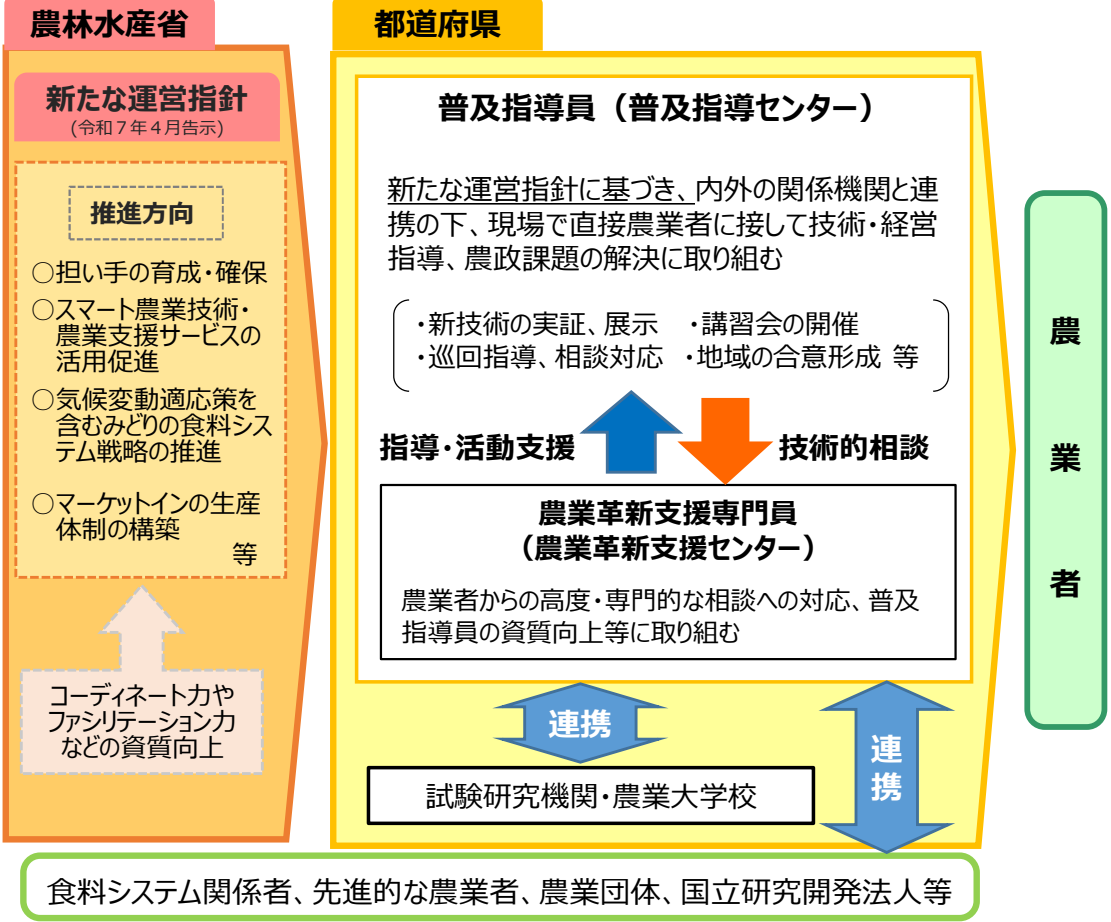 農林水産省
新たな運営指針
(令和７年４月告示)
推進方向
○担い手の育成・確保
○スマート農業技術・
農業支援サービスの
活用促進
○気候変動適応策を
含むみどりの食料シス
テム戦略の推進
○マーケットインの生産
体制の構築
等
コーディネート力や
ファシリテーション力
などの資質向上
都道府県
普及指導員（普及指導センター）
新たな運営指針に基づき、内外の関係機関と連
携の下、現場で直接農業者に接して技術・経営
指導、農政課題の解決に取り組む
・新技術の実証、展示　・講習会の開催
・巡回指導、相談対応　・地域の合意形成 等
指導・活動支援
技術的相談
農業革新支援専門員
（農業革新支援センター）
農業者からの高度・専門的な相談への対応、普及
指導員の資質向上等に取り組む
連携
連携
試験研究機関・農業大学校
農業者
食料システム関係者、先進的な農業者、農業団体、国立研究開発法人等